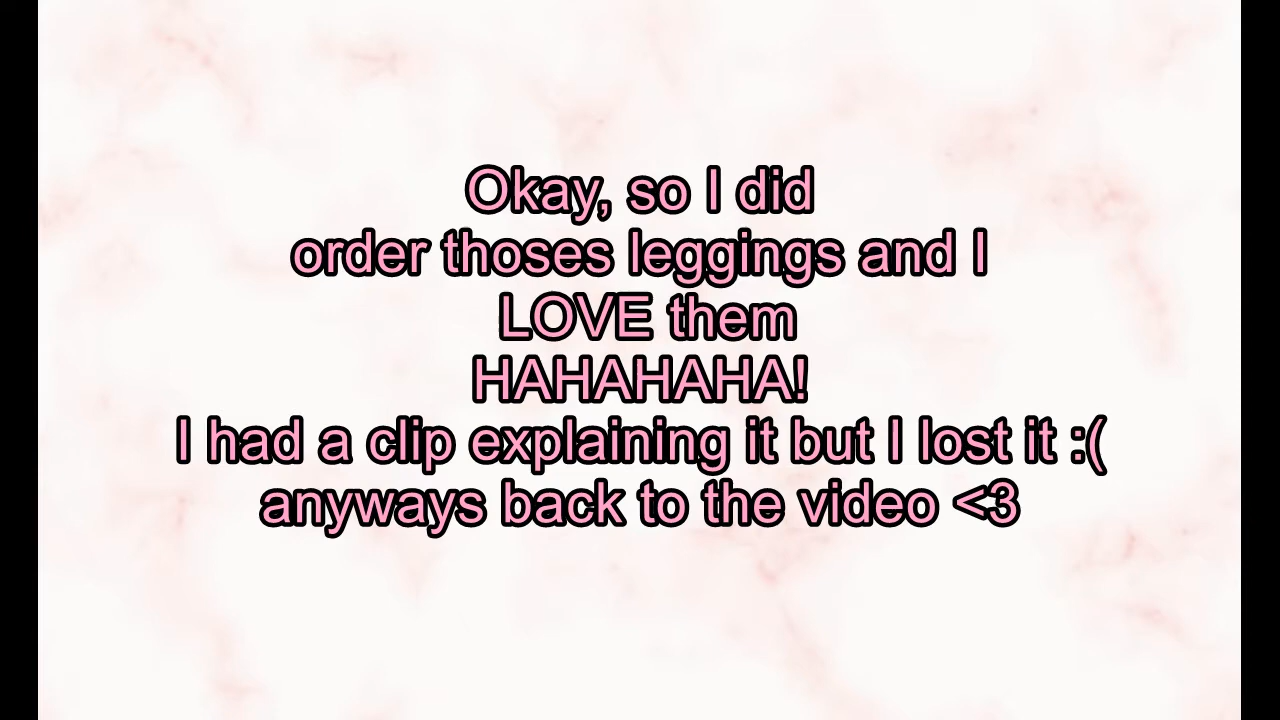 Okay, so I did
order thoses leggings and I
LOVE them
HAHAHAHA!
I had a clip explaining it but I lost it :(
anyways back to the video <3